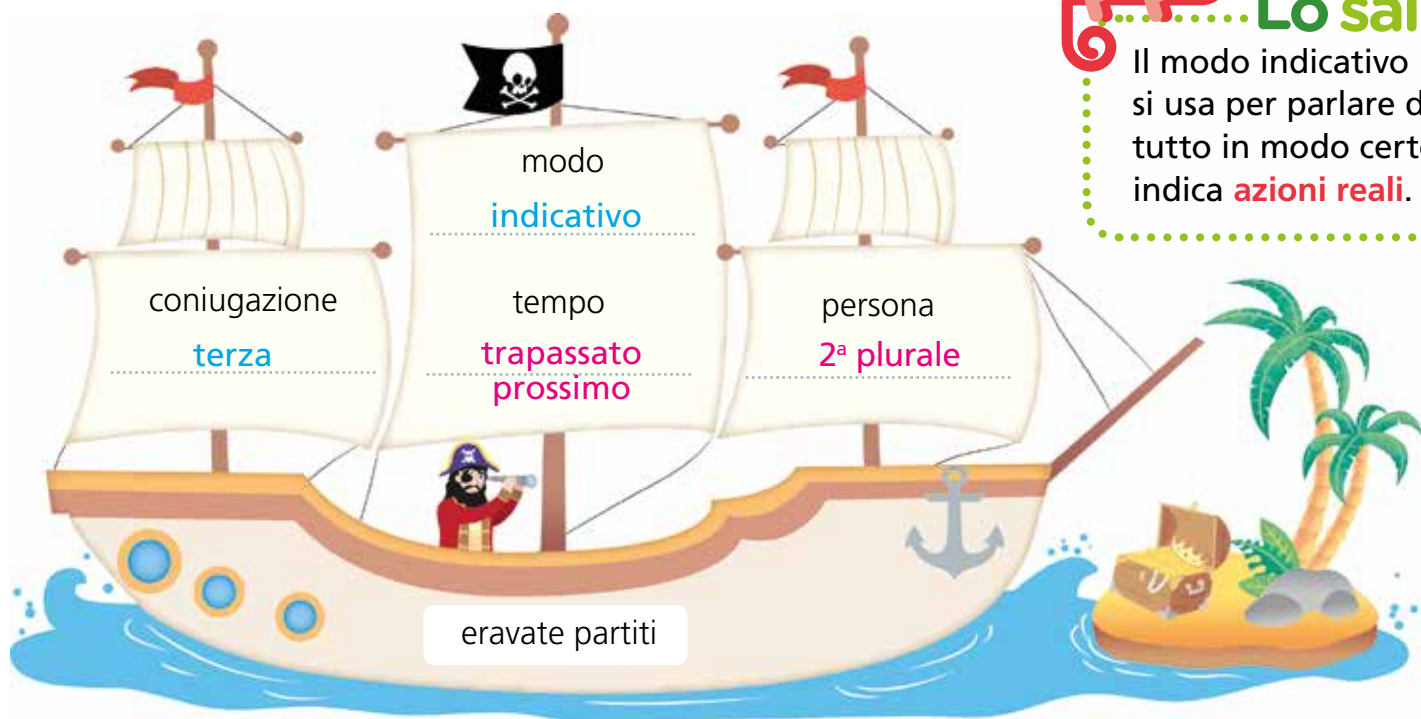 Lo sai
Il modo indicativo
si usa per parlare
tutto in modo
indica azioni reali.
modo
indicativo
coniugazione
terza
tempo
trapassato
prossimo
persona
2ª plurale
eravate partiti